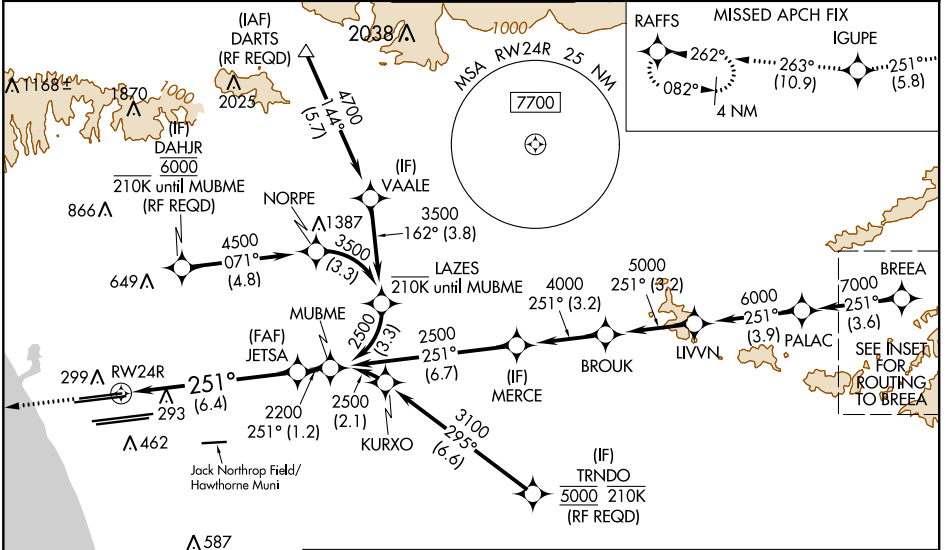 (IAF)
DARTS
(RF REQD)
2038
1000
1168±
1870
1000
2025
4700
144°
(5.7)
MSA RW24R 25 NM
7700
RAFFS
MISSED APCH FIX
IGUPE
262°
263°
(10.9)
251°
(5.8)
082°
4 NM
(IF)
DAHJR
6000
210K until MUBME
(RF REQD)
866
NORPE
1387
(IF)
VAALE
3500
162° (3.8)
649
4500
071°
(4.8)
3500
(3.3)
LAZES
210K until MUBME
MUBME
2500
(3.3)
4000
251° (3.2)
5000
251° (3.2)
6000
251°
(3.9)
BREEA
7000
251°
(3.6)
(FAF)
JETSA
2500
251°
(6.7)
BROUK
LIVVN
PALAC
SEE INSET
FOR
ROUTING
TO BREEA
299
RW24R
251°
(6.4)
293
2200
251° (1.2)
2500
(2.1)
(IF)
MERCE
KURXO
462
Jack Northrop Field/
Hawthorne Muni
3100
295°
(6.6)
(IF)
TRNDO
5000 210K
(RF REQD)
587